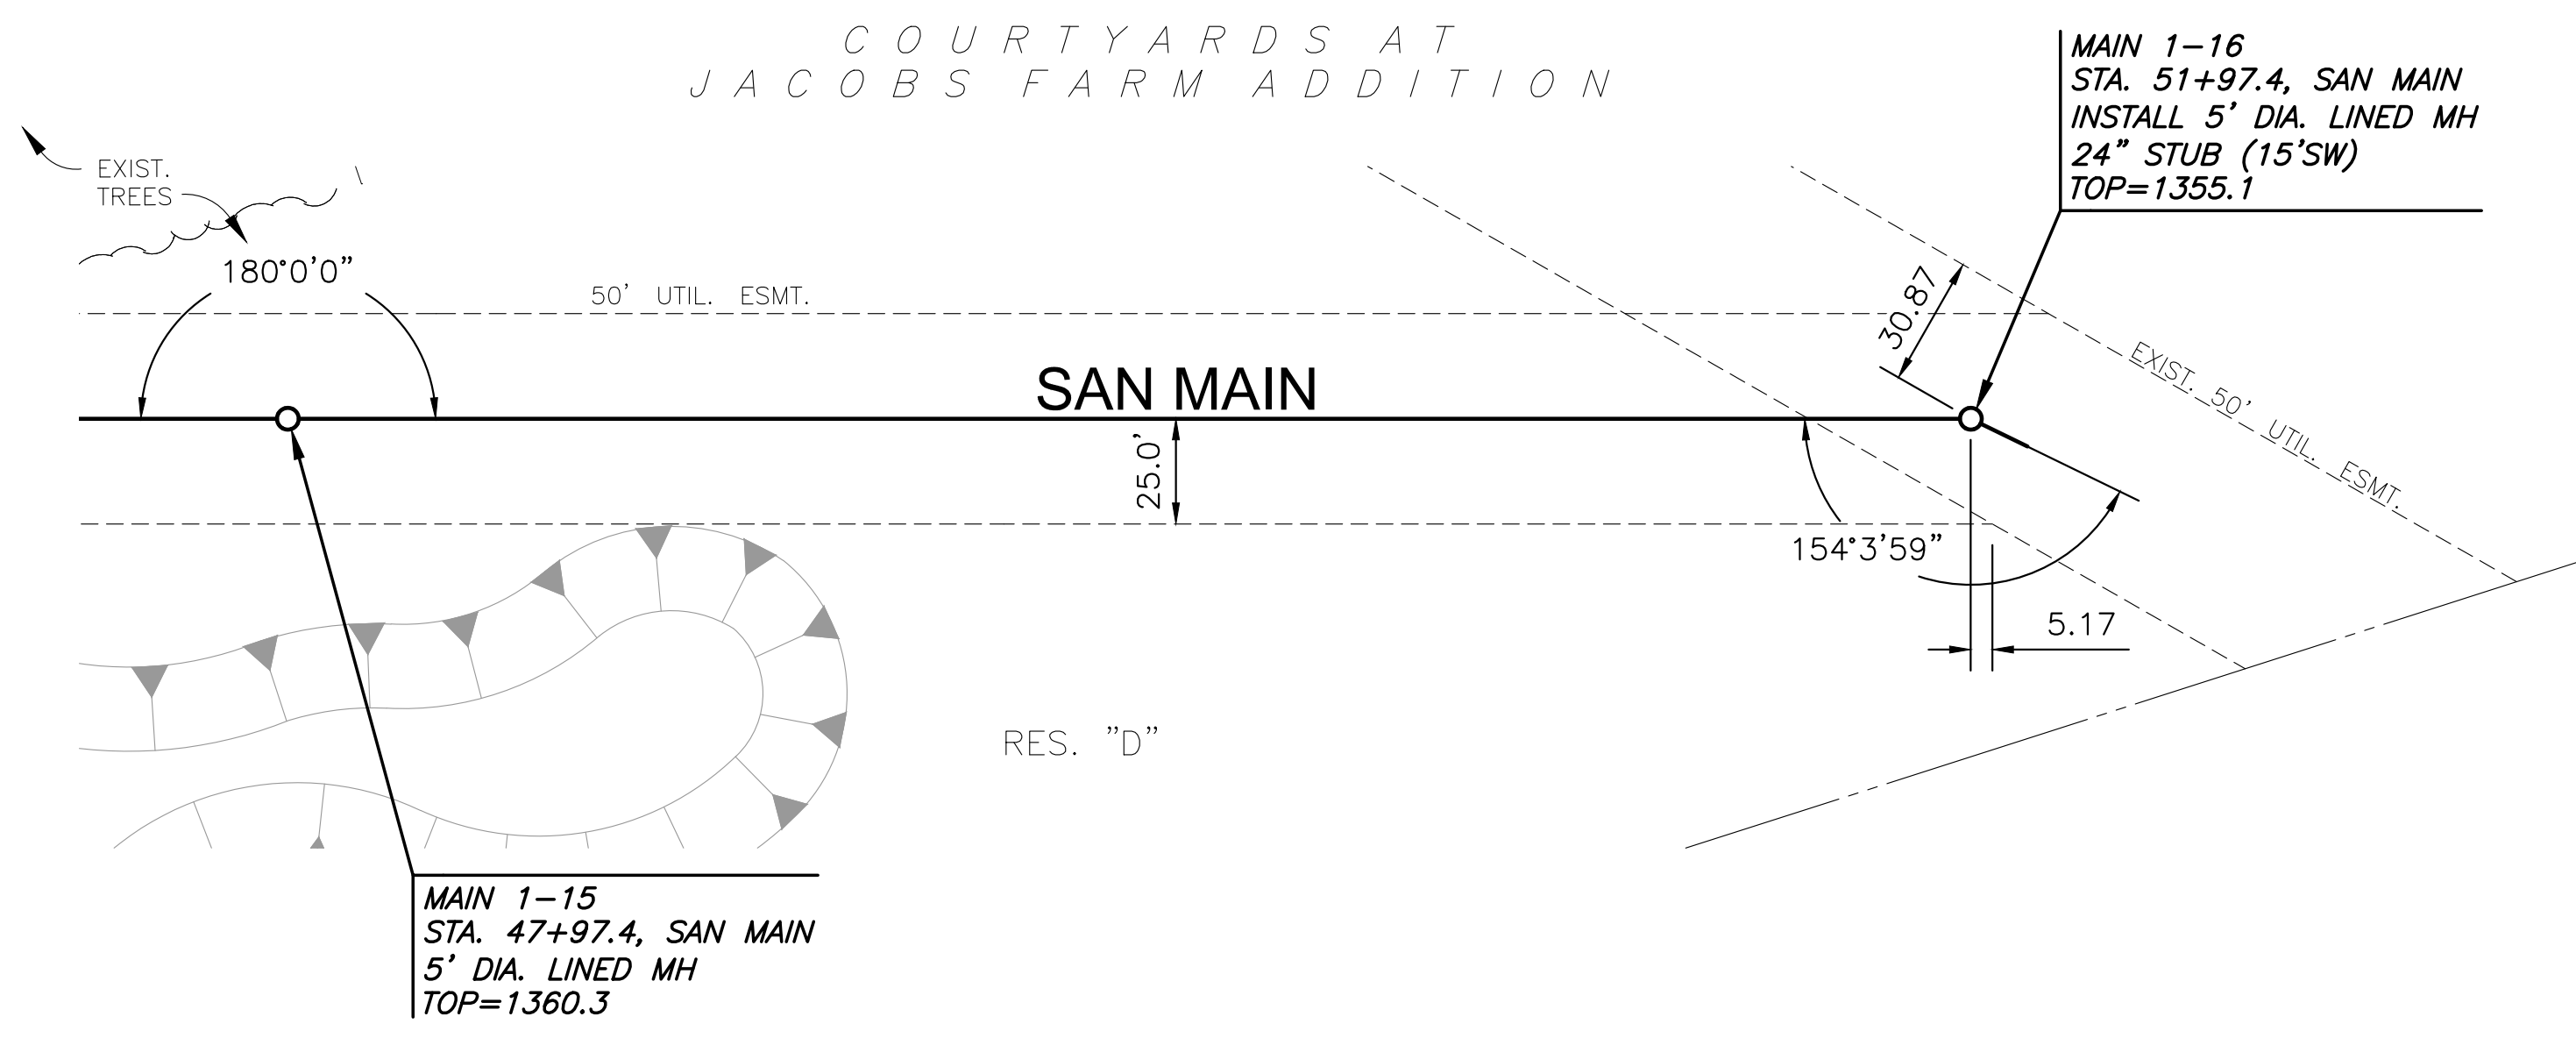 COURTYARDS AT
JACOBS FARM ADDITION
MAIN 1-16
STA. 51+97.4, SAN MAIN
INSTALL 5' DIA. LINED MH
24" STUB (15'SW)
TOP=1355.1
EXIST.
TREES
180°0'0"
50' UTIL. ESMT.
30.87
EXIST. 50' UTIL. ESMT.
SAN MAIN
25.0'
154°3'59"
5.17
RES. "D"
MAIN 1-15
STA. 47+97.4, SAN MAIN
5' DIA. LINED MH
TOP=1360.3